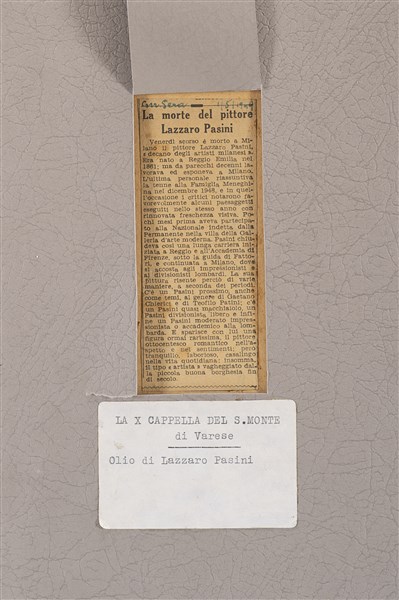 La morte del pittore
Lazzaro Pasini
Venerdì scorso è morto a Mi-
lano il pittore Lazzaro Pasini,
decano degli artisti milanesi.
Era nato a Reggio Emilia nel
1861; ma da parecchi decenni la-
vorava ed esponeva a Milano.
L'ultima personale riassuntiva
la tenne alla Famiglia Meneghi-
na nel dicembre 1948, e in quel-
l'occasione i critici notarono fa-
vorevolmente alcuni paesaggi
eseguiti nello stesso anno con
rinnovata freschezza visiva. Po-
chi mesi prima aveva partecipa-
to alla Nazionale indetta dalla
Permanente nella villa della Gal-
leria d'arte moderna. Pasini chiu-
deva così una lunga carriera ini-
ziata a Reggio e all'Accademia di
Firenze, sotto la guida di Fatto-
ri, e continuata a Milano, dove
si accostò agli impressionisti e
ai divisionisti lombardi. La sua
pittura risente perciò di varie
maniere, a seconda dei periodi.
C'è un Pasini prossimo, anche
come temi, al genere di Gaetano
Chierici e di Teofilo Patini; c'è
un Pasini quasi macchiaiolo, un
Pasini divisionista libero e infi-
ne un Pasini moderato impres-
sionista o accademico alla lom-
barda. E sparisce con lui una
figura ormai rarissima, il pittore
ottocentesco romantico nell'a-
spetto e nei sentimenti, però
tranquillo, laborioso, casalingo
nella vita quotidiana: insomma,
il tipo « artista » vagheggiato dal-
la piccola buona borghesia fin
di secolo.
LA X CAPPELLA DEL S.MONTE
di Varese
Olio di Lazzaro Pasini